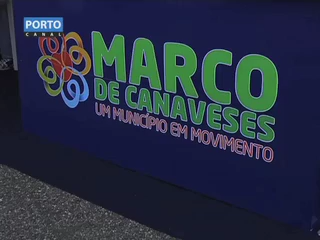 PORTO
CANAL
MARCO
DE CANAVESES
UM MUNICÍPIO EM MOVIMENTO